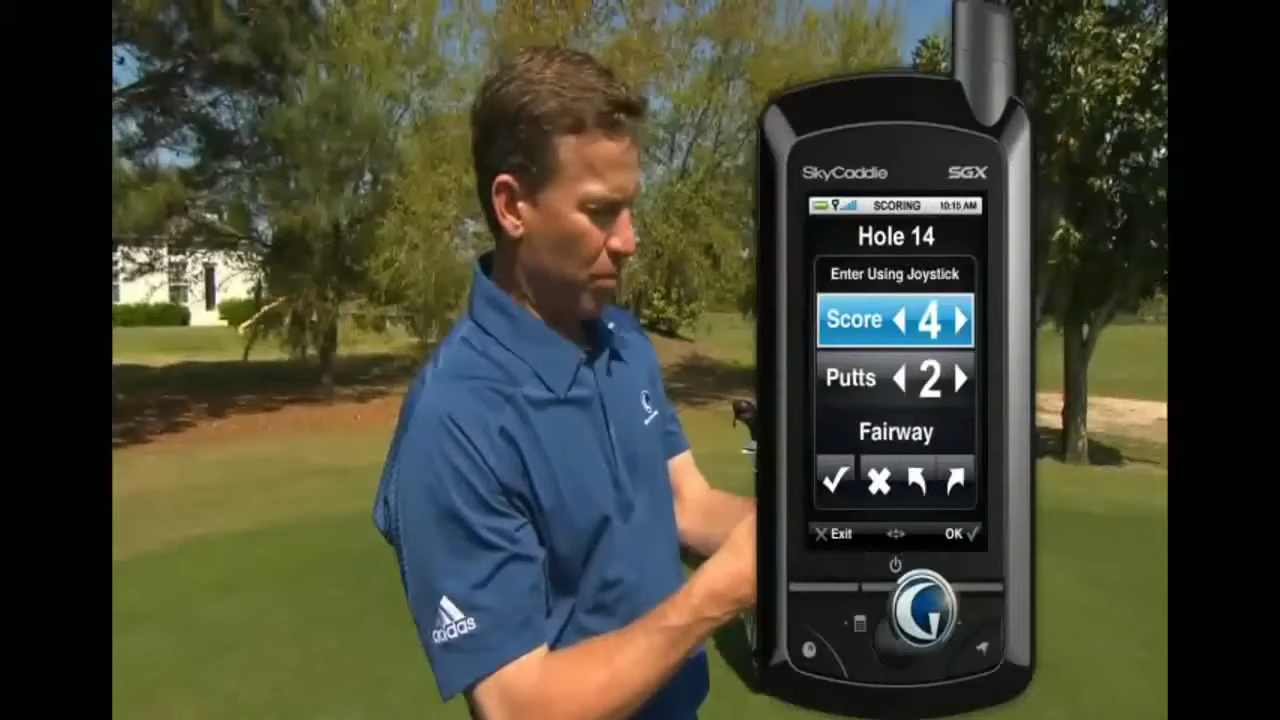 SkyCaddie SGX
SCORING 10:15 AM
Hole 14
Enter Using Joystick
Score 4
Putts 2
Fairway
Exit OK
adidas